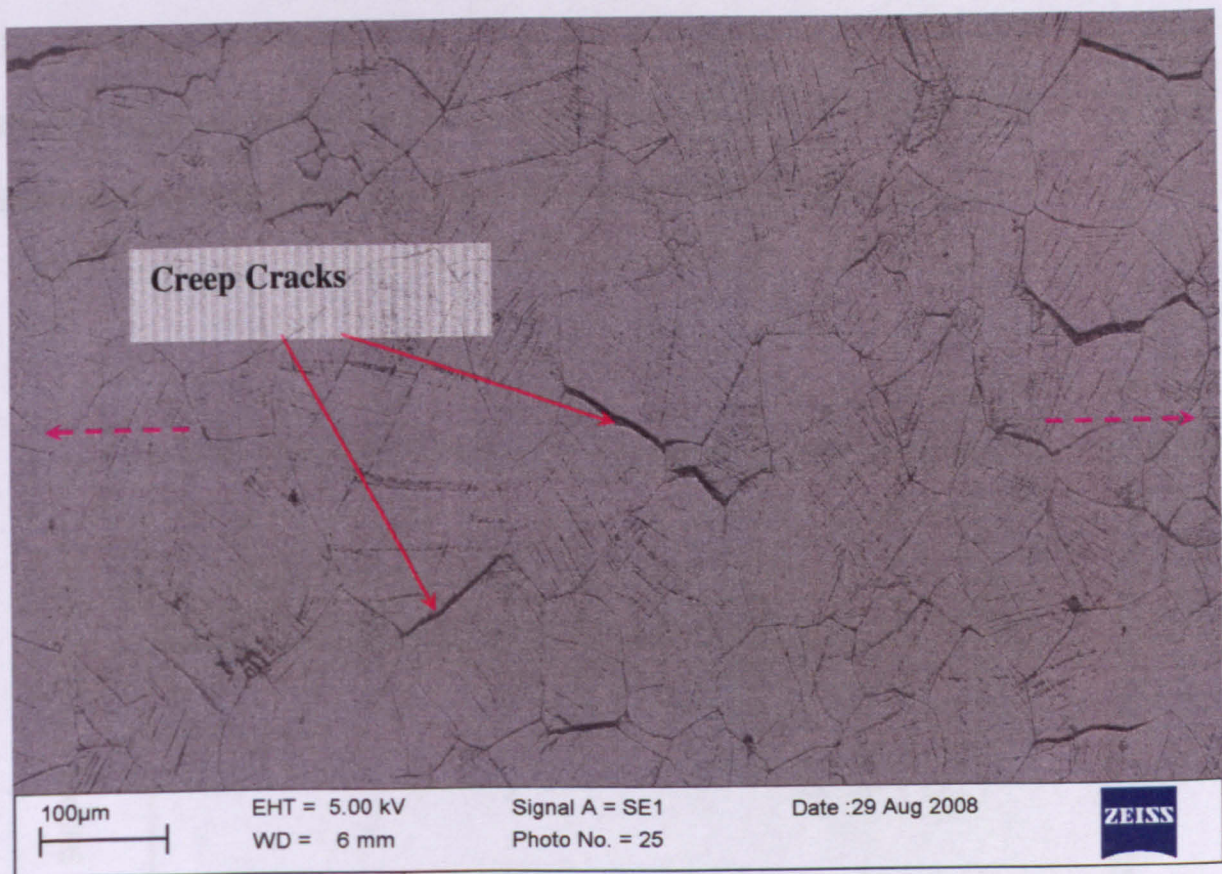 Creep Cracks
100µm
EHT = 5.00 kV
Signal A = SE1
Date :29 Aug 2008
ZEISS
WD = 6 mm
Photo No. = 25